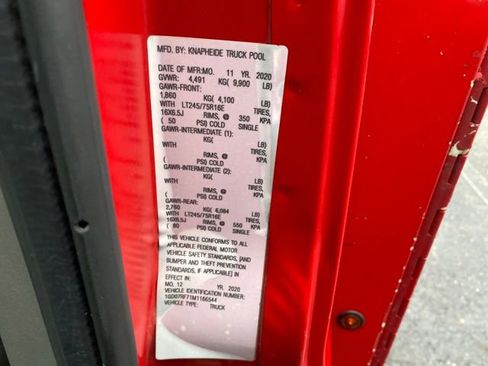 MFD. BY: KNAPHEIDE TRUCK POOL
DATE OF MFR:MO. 11 YR. 2020
GVWR: 4,491 KG( 9,900 LB)
GAWR-FRONT:
1,860 KG( 4,100 LB)
WITH LT245/75R16E TIRES,
16X6.5J RIMS, @ 350 KPA
( 50 PSI) COLD SINGLE
GAWR-INTERMEDIATE (1):
KG( LB)
WITH TIRES,
RIMS, @ KPA
( PSI) COLD
GAWR-INTERMEDIATE (2):
KG( LB)
WITH TIRES,
RIMS, @ KPA
( PSI) COLD
GAWR-REAR:
2,760 KG( 6,084 LB)
WITH LT245/75R16E TIRES,
16X6.5J RIMS, @ 550 KPA
( 80 PSI) COLD SINGLE
THIS VEHICLE CONFORMS TO ALL
APPLICABLE FEDERAL MOTOR
VEHICLE SAFETY STANDARDS, [AND
BUMPER AND THEFT PREVENTION
STANDARDS, IF APPLICABLE]
EFFECT IN:
MO. 12 YR. 2020
VEHICLE IDENTIFICATION NUMBER:
VEHICLE TYPE: TRUCK